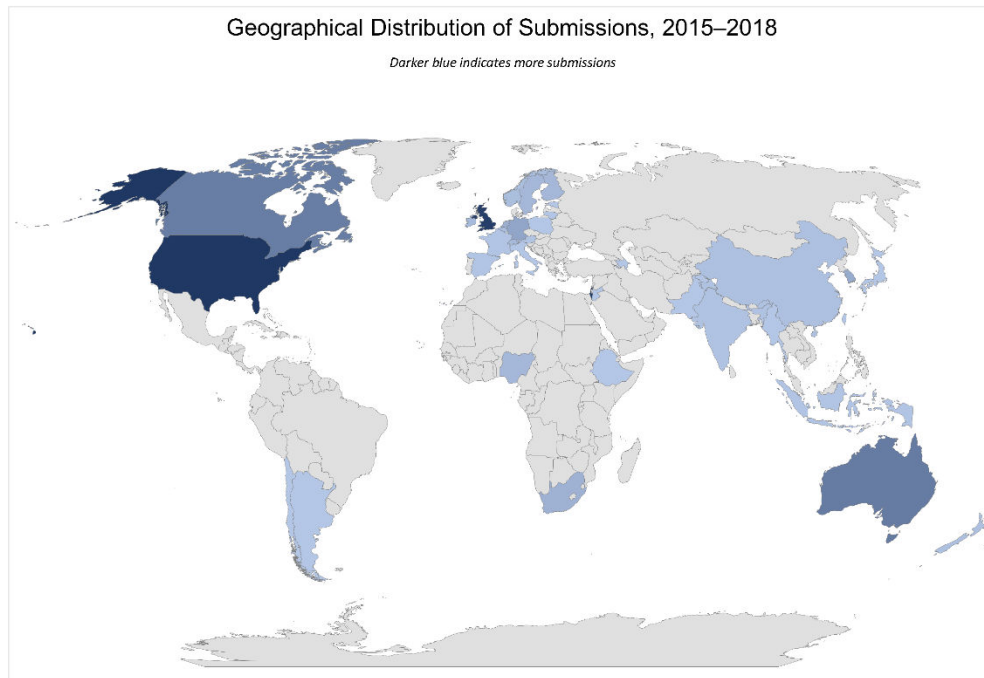 Geographical Distribution of Submissions, 2015–2018
Darker blue indicates more submissions